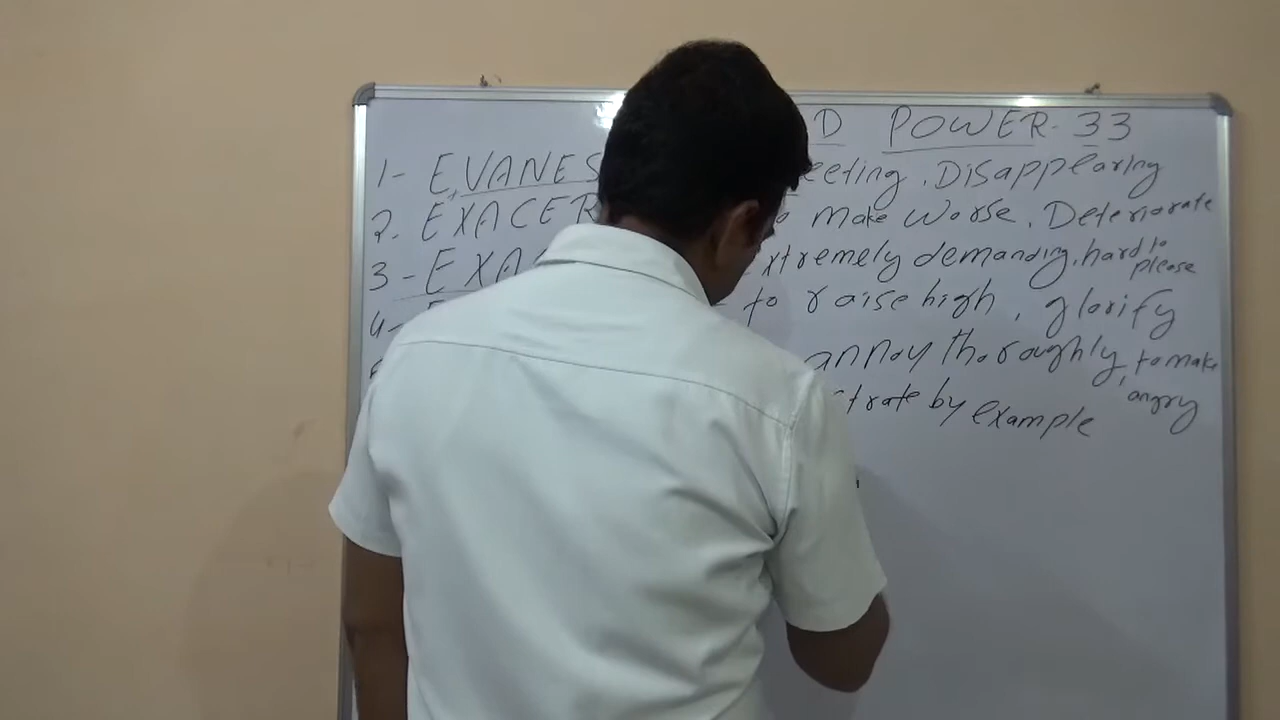 D POWER-33
1- EVANES eeting, Disappearing
2. EXACER o make worse. Deteriorate
3- EXA xtremely demanding, hard to please
4- to raise high, glorify
annoy thoroughly, to make angry
trate by example